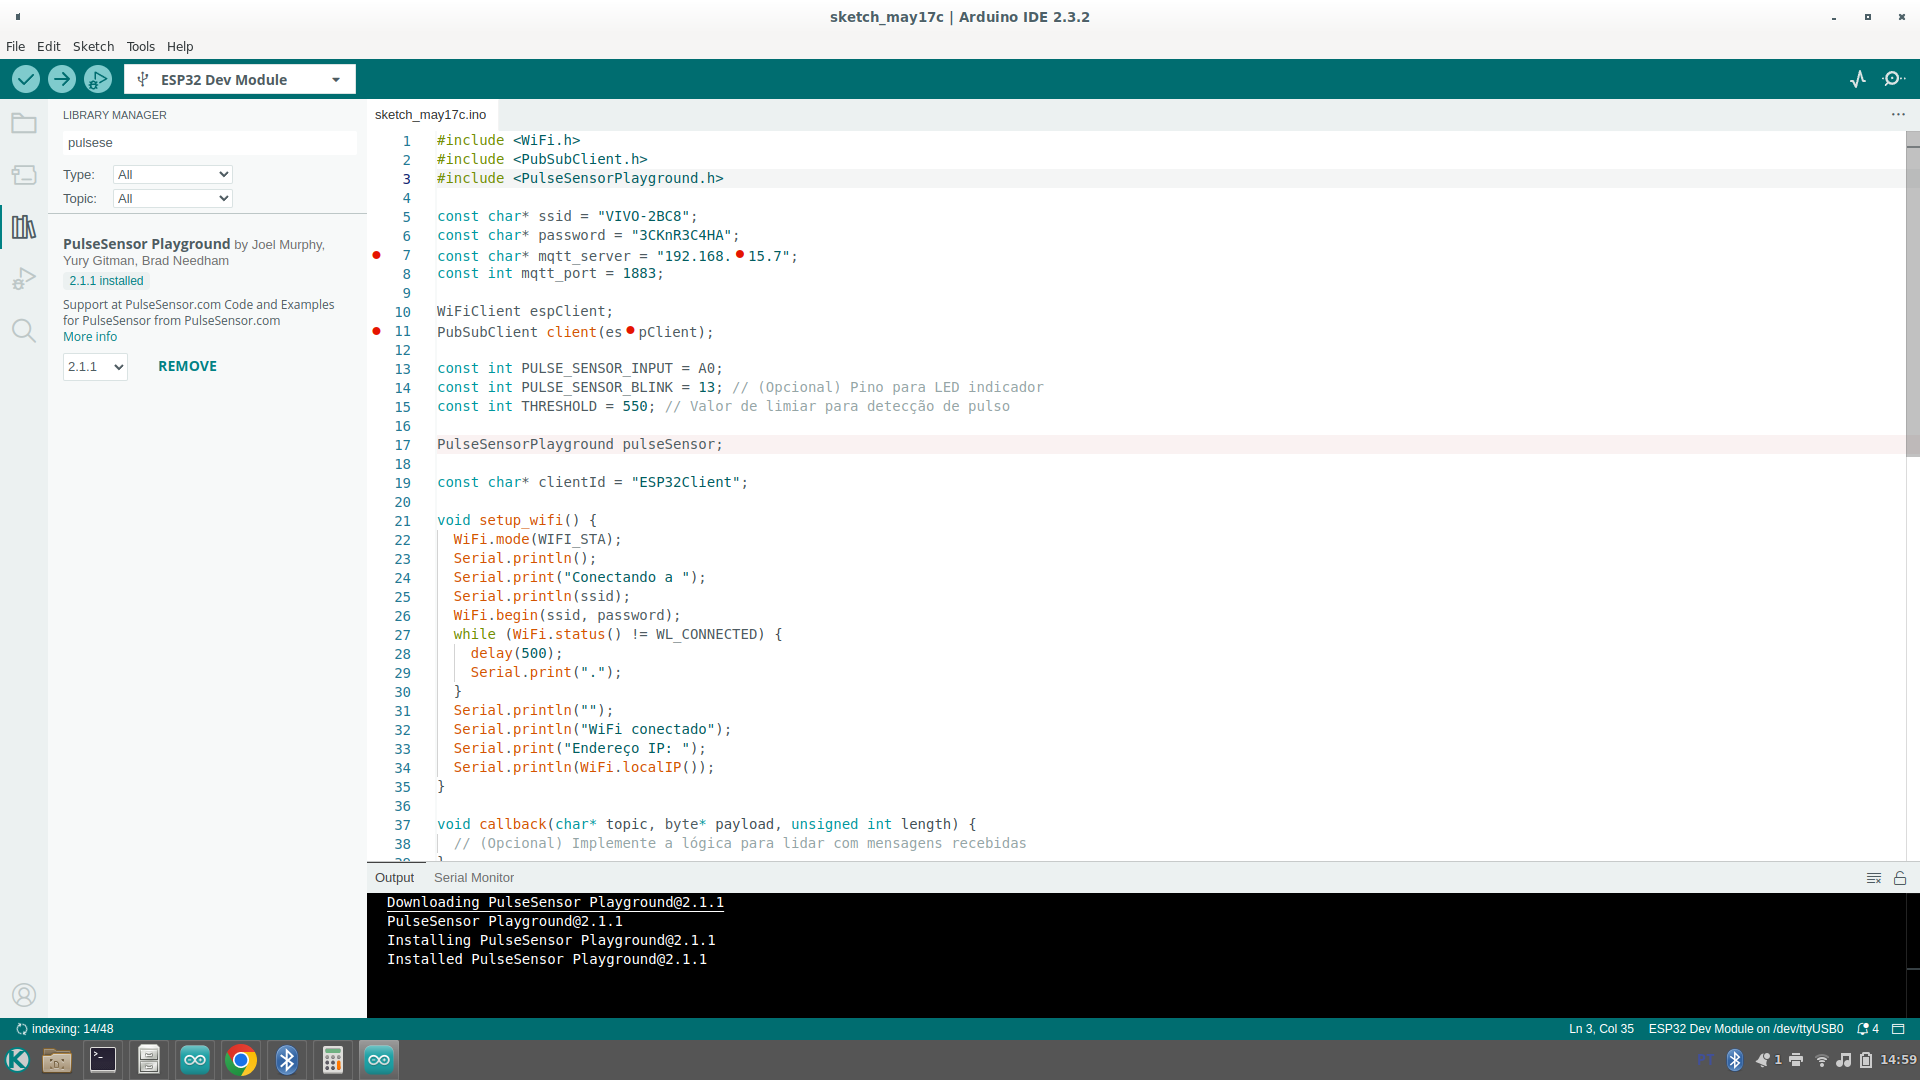 sketch_may17c | Arduino IDE 2.3.2
File Edit Sketch Tools Help
ESP32 Dev Module
LIBRARY MANAGER
pulsese
Type: All
Topic: All
PulseSensor Playground by Joel Murphy,
Yury Gitman, Brad Needham
2.1.1 installed
Support at PulseSensor.com Code and Examples
for PulseSensor from PulseSensor.com
More info
2.1.1 REMOVE
sketch_may17c.ino
1 #include <WiFi.h>
2 #include <PubSubClient.h>
3 #include <PulseSensorPlayground.h>
4
5 const char* ssid = "VIVO-2BC8";
6 const char* password = "3CKnR3C4HA";
7 const char* mqtt_server = "192.168.15.7";
8 const int mqtt_port = 1883;
9
10 WiFiClient espClient;
11 PubSubClient client(espClient);
12
13 const int PULSE_SENSOR_INPUT = A0;
14 const int PULSE_SENSOR_BLINK = 13; // (Opcional) Pino para LED indicador
15 const int THRESHOLD = 550; // Valor de limiar para detecção de pulso
16
17 PulseSensorPlayground pulseSensor;
18
19 const char* clientId = "ESP32Client";
20
21 void setup_wifi() {
22 WiFi.mode(WIFI_STA);
23 Serial.println();
24 Serial.print("Conectando a ");
25 Serial.println(ssid);
26 WiFi.begin(ssid, password);
27 while (WiFi.status() != WL_CONNECTED) {
28 delay(500);
29 Serial.print(".");
30 }
31 Serial.println("");
32 Serial.println("WiFi conectado");
33 Serial.print("Endereço IP: ");
34 Serial.println(WiFi.localIP());
35 }
36
37 void callback(char* topic, byte* payload, unsigned int length) {
38 // (Opcional) Implemente a lógica para lidar com mensagens recebidas
39 }
Output Serial Monitor
Downloading PulseSensor Playground@2.1.1
PulseSensor Playground@2.1.1
Installing PulseSensor Playground@2.1.1
Installed PulseSensor Playground@2.1.1
indexing: 14/48
Ln 3, Col 35 ESP32 Dev Module on /dev/ttyUSB0 4
1 14:59